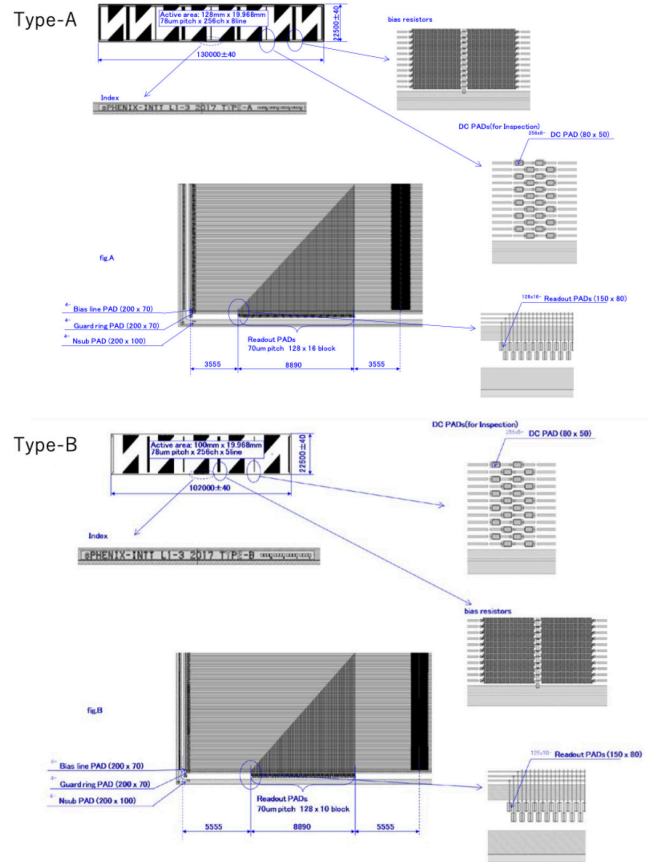 Type-A
Active area: 128mm x 19.968mm
78um pitch x 256ch x 8line
22500±40
130000±40
bias resistors
Index
sPHENIX-INTT L1-3 2017 TYPE-A
DC PADs(for Inspection)
256x8- DC PAD (80 x 50)
fig.A
Bias line PAD (200 x 70)
Guard ring PAD (200 x 70)
Nsub PAD (200 x 100)
Readout PADs
70um pitch 128 x 16 block
3555
8890
3555
128x16- Readout PADs (150 x 80)
Type-B
Active area: 100mm x 19.968mm
78um pitch x 256ch x 5line
22500±40
102000±40
DC PADs(for Inspection)
DC PAD (80 x 50)
Index
sPHENIX-INTT L1-3 2017 TYPE-B
bias resistors
fig.B
Bias line PAD (200 x 70)
Guard ring PAD (200 x 70)
Nsub PAD (200 x 100)
Readout PADs
70um pitch 128 x 10 block
5555
8890
5555
Readout PADs (150 x 80)